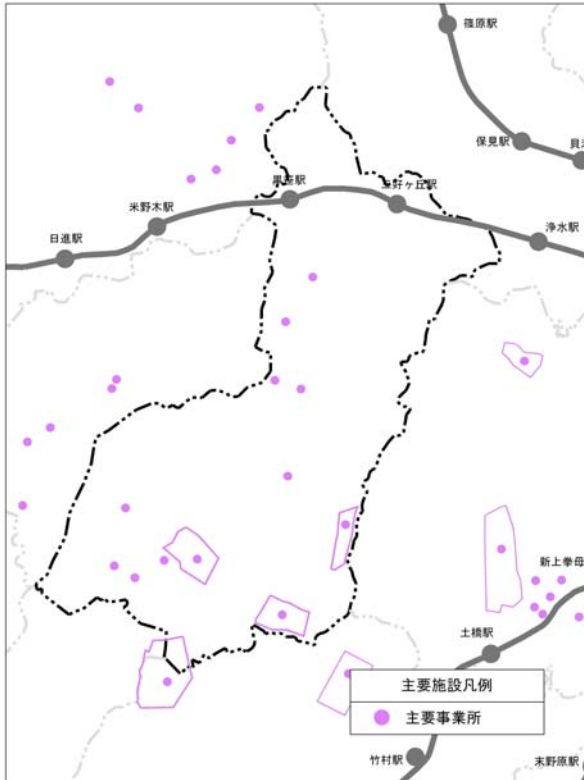 篠原駅
保見駅
貝津
黒笹駅
三好ヶ丘駅
米野木駅
浄水駅
日進駅
新上挙母
土橋駅
主要施設凡例
主要事業所
竹村駅
末野原駅